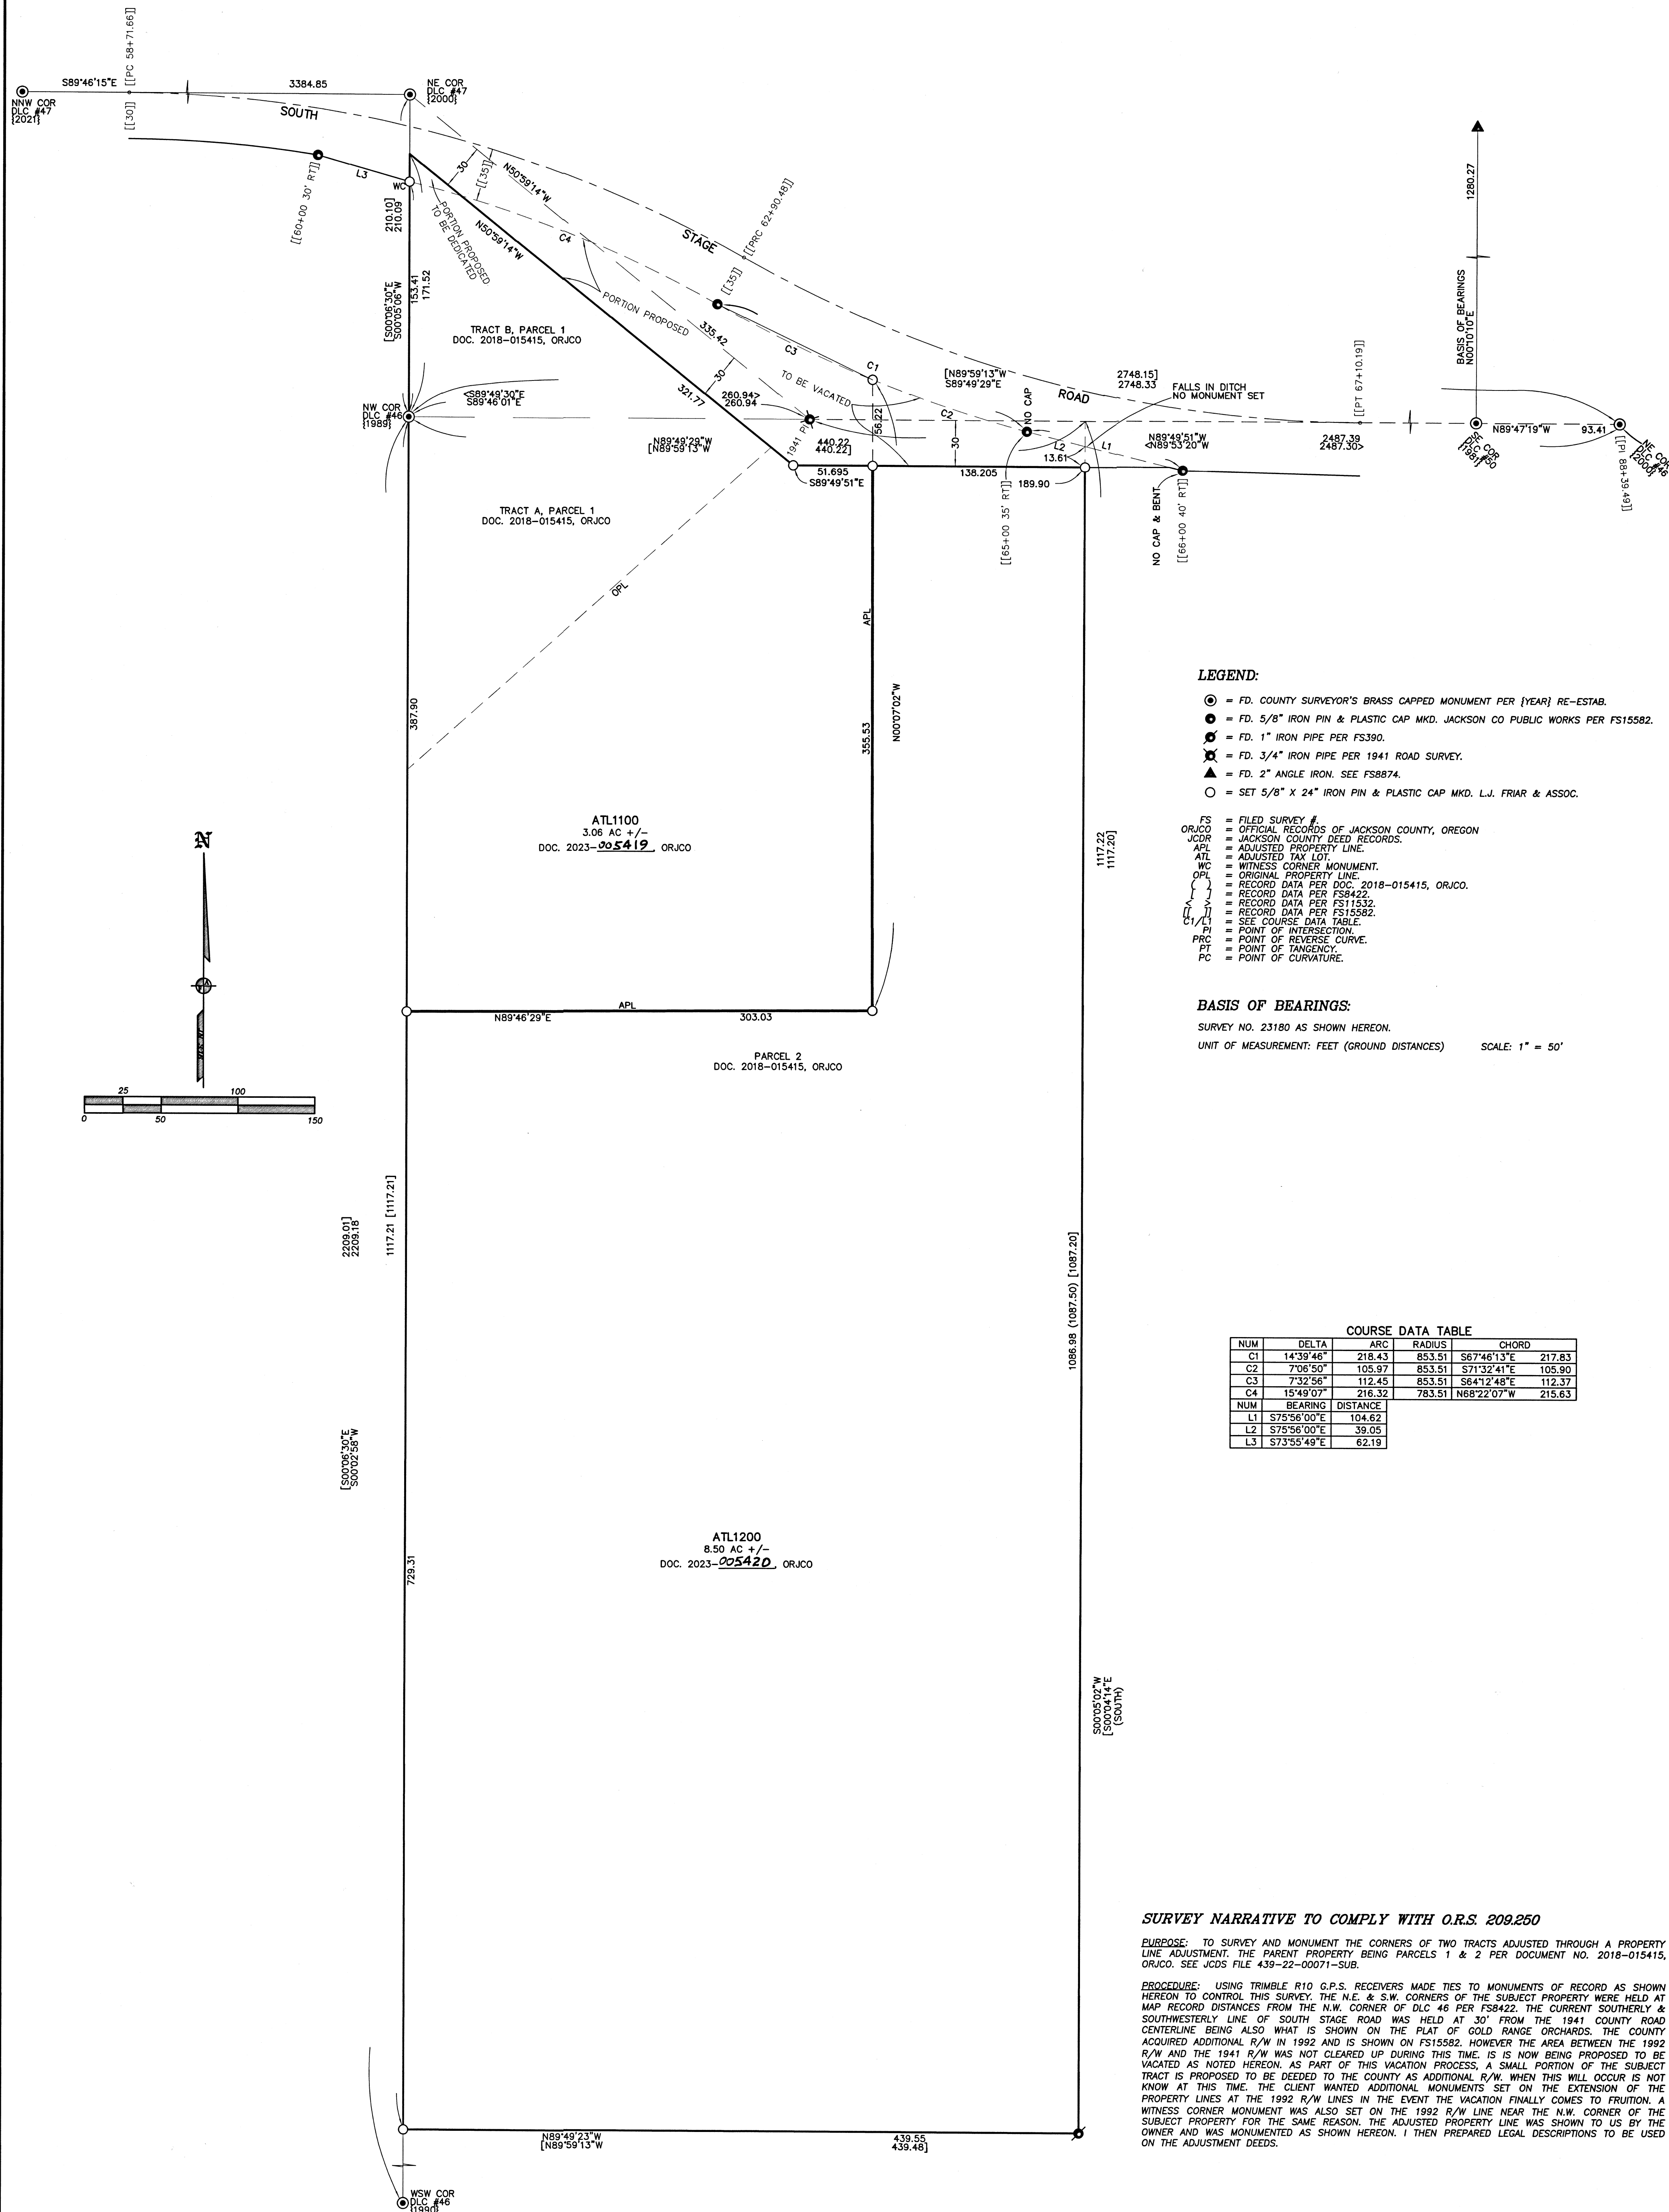 S89°46'15"E
[[PC 58+71.66]]
3384.85
NE COR
DLC #47
{2000}
NNW COR
DLC #47
{2021}
[[30]]
SOUTH
[[60+00 30' RT]]
L3
WC
30
[[35]]
N50°59'14"W
210.10]
210.09
PORTION PROPOSED
TO BE DEDICATED
N50°59'14"W
C4
STAGE
[[PRC 62+90.48]]
[[35]]
1280.27
BASIS OF BEARINGS
N00°10'10"E
[S00°06'30"E
S00°05'06"W
153.41
171.52
PORTION PROPOSED
335.42
TRACT B, PARCEL 1
DOC. 2018-015415, ORJCO
C3
C1
TO BE VACATED
30
[N89°59'13"W
S89°49'29"E
2748.15]
2748.33
FALLS IN DITCH
NO MONUMENT SET
[[PT 67+10.19]]
<S89°49'30"E
S89°46'01"E
321.77
260.94>
260.94
56.22
C2
NO CAP
ROAD
NW COR
DLC #46
{1989}
1941 PI
N89°49'29"W
[N89°59'13"W
440.22
440.22]
30
L2
L1
13.61
N89°49'51"W
<N89°53'20"W
2487.39
2487.30>
SE COR
DLC #50
{1981}
N89°47'19"W
93.41
NE COR
DLC #46
{2000}
[[PI 88+39.49]]
51.695
S89°49'51"E
138.205
189.90
[[65+00 35' RT]]
NO CAP & BENT
[[66+00 40' RT]]
TRACT A, PARCEL 1
DOC. 2018-015415, ORJCO
OPL
APL
387.90
355.53
N00°07'02"W
LEGEND:
= FD. COUNTY SURVEYOR'S BRASS CAPPED MONUMENT PER {YEAR} RE-ESTAB.
= FD. 5/8" IRON PIN & PLASTIC CAP MKD. JACKSON CO PUBLIC WORKS PER FS15582.
= FD. 1" IRON PIPE PER FS390.
= FD. 3/4" IRON PIPE PER 1941 ROAD SURVEY.
= FD. 2" ANGLE IRON. SEE FS8874.
= SET 5/8" X 24" IRON PIN & PLASTIC CAP MKD. L.J. FRIAR & ASSOC.
FS = FILED SURVEY #.
ORJCO = OFFICIAL RECORDS OF JACKSON COUNTY, OREGON
JCDR = JACKSON COUNTY DEED RECORDS.
APL = ADJUSTED PROPERTY LINE.
ATL = ADJUSTED TAX LOT.
WC = WITNESS CORNER MONUMENT.
OPL = ORIGINAL PROPERTY LINE.
( ) = RECORD DATA PER DOC. 2018-015415, ORJCO.
[ ] = RECORD DATA PER FS8422.
< > = RECORD DATA PER FS11532.
[[ ]] = RECORD DATA PER FS15582.
C1/L1 = SEE COURSE DATA TABLE.
PI = POINT OF INTERSECTION.
PRC = POINT OF REVERSE CURVE.
PT = POINT OF TANGENCY.
PC = POINT OF CURVATURE.
ATL1100
3.06 AC +/-
DOC. 2023-005419, ORJCO
1117.22
1117.20]
N
BASIS OF BEARINGS:
SURVEY NO. 23180 AS SHOWN HEREON.
UNIT OF MEASUREMENT: FEET (GROUND DISTANCES) SCALE: 1" = 50'
APL
N89°46'29"E
303.03
PARCEL 2
DOC. 2018-015415, ORJCO
25 100
0 50 150
2209.01]
2209.18
1117.21 [1117.21]
1086.98 (1087.50) [1087.20]
COURSE DATA TABLE
NUM DELTA ARC RADIUS CHORD
C1 14°39'46" 218.43 853.51 S67°46'13"E 217.83
C2 7°06'50" 105.97 853.51 S71°32'41"E 105.90
C3 7°32'56" 112.45 853.51 S64°12'48"E 112.37
C4 15°49'07" 216.32 783.51 N68°22'07"W 215.63
NUM BEARING DISTANCE
L1 S75°56'00"E 104.62
L2 S75°56'00"E 39.05
L3 S73°55'49"E 62.19
[S00°06'30"E
S00°02'58"W
729.31
ATL1200
8.50 AC +/-
DOC. 2023-005420, ORJCO
S00°05'02"W
[S00°04'14"E
(SOUTH)
SURVEY NARRATIVE TO COMPLY WITH O.R.S. 209.250
PURPOSE: TO SURVEY AND MONUMENT THE CORNERS OF TWO TRACTS ADJUSTED THROUGH A PROPERTY
LINE ADJUSTMENT. THE PARENT PROPERTY BEING PARCELS 1 & 2 PER DOCUMENT NO. 2018-015415,
ORJCO. SEE JCDS FILE 439-22-00071-SUB.
PROCEDURE: USING TRIMBLE R10 G.P.S. RECEIVERS MADE TIES TO MONUMENTS OF RECORD AS SHOWN
HEREON TO CONTROL THIS SURVEY. THE N.E. & S.W. CORNERS OF THE SUBJECT PROPERTY WERE HELD AT
MAP RECORD DISTANCES FROM THE N.W. CORNER OF DLC 46 PER FS8422. THE CURRENT SOUTHERLY &
SOUTHWESTERLY LINE OF SOUTH STAGE ROAD WAS HELD AT 30' FROM THE 1941 COUNTY ROAD
CENTERLINE BEING ALSO WHAT IS SHOWN ON THE PLAT OF GOLD RANGE ORCHARDS. THE COUNTY
ACQUIRED ADDITIONAL R/W IN 1992 AND IS SHOWN ON FS15582. HOWEVER THE AREA BETWEEN THE 1992
R/W AND THE 1941 R/W WAS NOT CLEARED UP DURING THIS TIME. IS IS NOW BEING PROPOSED TO BE
VACATED AS NOTED HEREON. AS PART OF THIS VACATION PROCESS, A SMALL PORTION OF THE SUBJECT
TRACT IS PROPOSED TO BE DEEDED TO THE COUNTY AS ADDITIONAL R/W. WHEN THIS WILL OCCUR IS NOT
KNOW AT THIS TIME. THE CLIENT WANTED ADDITIONAL MONUMENTS SET ON THE EXTENSION OF THE
PROPERTY LINES AT THE 1992 R/W LINES IN THE EVENT THE VACATION FINALLY COMES TO FRUITION. A
WITNESS CORNER MONUMENT WAS ALSO SET ON THE 1992 R/W LINE NEAR THE N.W. CORNER OF THE
SUBJECT PROPERTY FOR THE SAME REASON. THE ADJUSTED PROPERTY LINE WAS SHOWN TO US BY THE
OWNER AND WAS MONUMENTED AS SHOWN HEREON. I THEN PREPARED LEGAL DESCRIPTIONS TO BE USED
ON THE ADJUSTMENT DEEDS.
N89°49'23"W
[N89°59'13"W
439.55
439.48]
WSW COR
DLC #46
{1990}